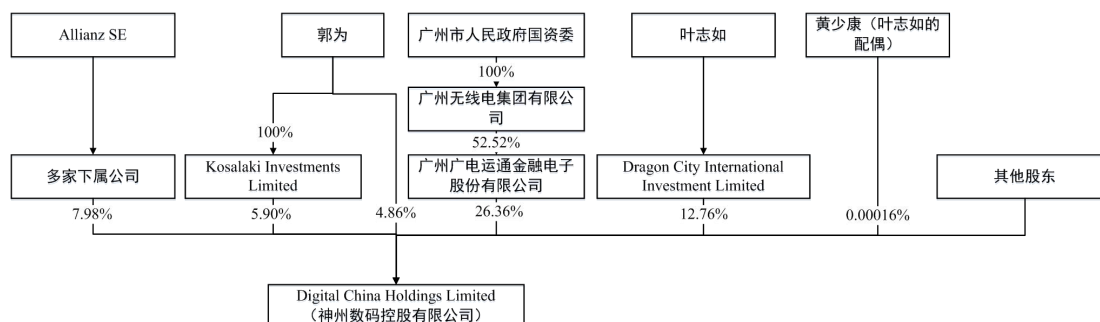 Allianz SE
郭为
广州市人民政府国资委
叶志如
黄少康（叶志如的
配偶）
100%
广州无线电集团有限公
司
100%
52.52%
多家下属公司
Kosalaki Investments
Limited
广州广电运通金融电子
股份有限公司
Dragon City International
Investment Limited
其他股东
7.98%
5.90%
4.86%
26.36%
12.76%
0.00016%
Digital China Holdings Limited
（神州数码控股有限公司）